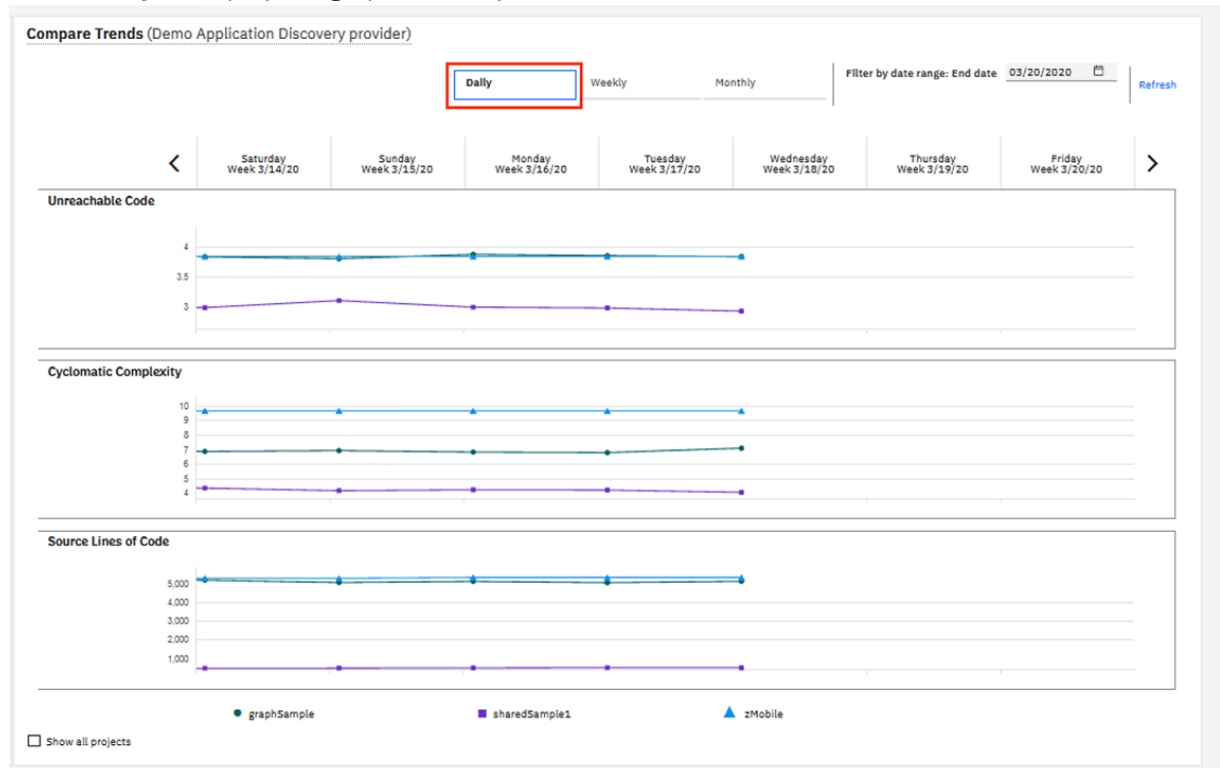 Compare Trends (Demo Application Discovery provider)
Daily Weekly Monthly Filter by date range: End date 03/20/2020 Refresh
Saturday Sunday Monday Tuesday Wednesday Thursday Friday
Week 3/14/20 Week 3/15/20 Week 3/16/20 Week 3/17/20 Week 3/18/20 Week 3/19/20 Week 3/20/20
Unreachable Code
4
3.5
3
Cyclomatic Complexity
10
9
8
7
6
5
4
Source Lines of Code
5,000
4,000
3,000
2,000
1,000
graphSample sharedSample1 zMobile
Show all projects